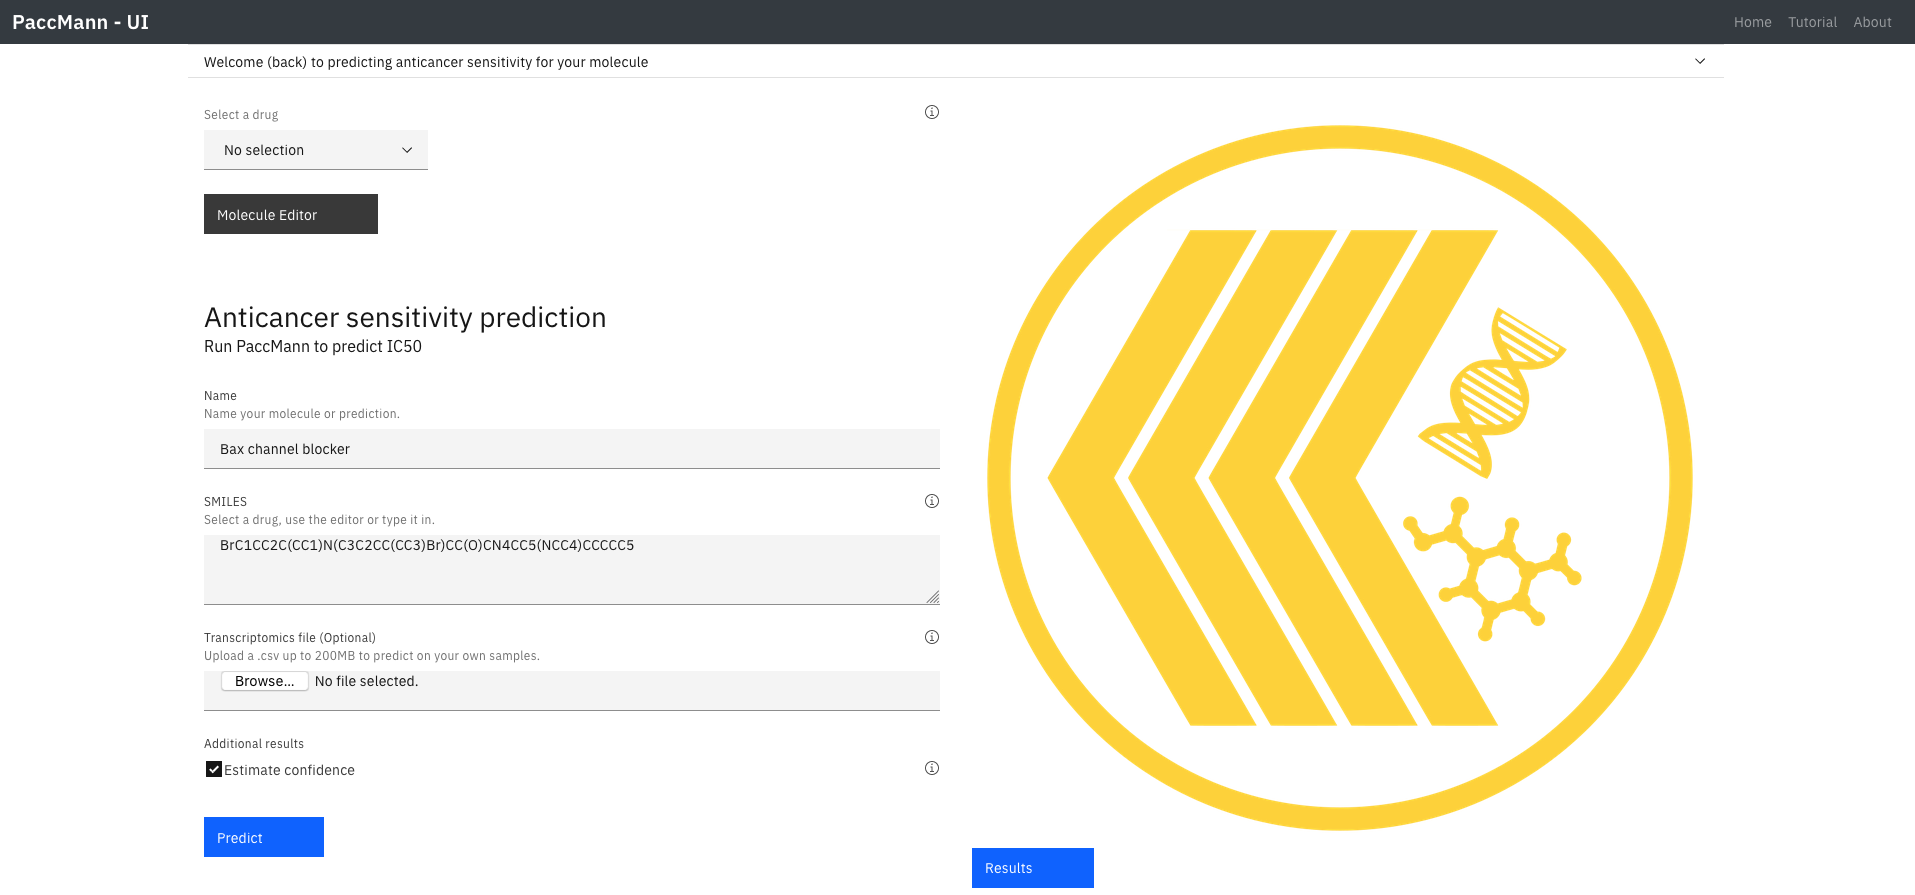 PaccMann - UI
Home Tutorial About
Welcome (back) to predicting anticancer sensitivity for your molecule
Select a drug
No selection
Molecule Editor
Anticancer sensitivity prediction
Run PaccMann to predict IC50
Name
Name your molecule or prediction.
Bax channel blocker
SMILES
Select a drug, use the editor or type it in.
BrC1CC2C(CC1)N(C3C2CC(CC3)Br)CC(O)CN4CC5(NCC4)CCCCC5
Transcriptomics file (Optional)
Upload a .csv up to 200MB to predict on your own samples.
Browse... No file selected.
Additional results
Estimate confidence
Predict
Results